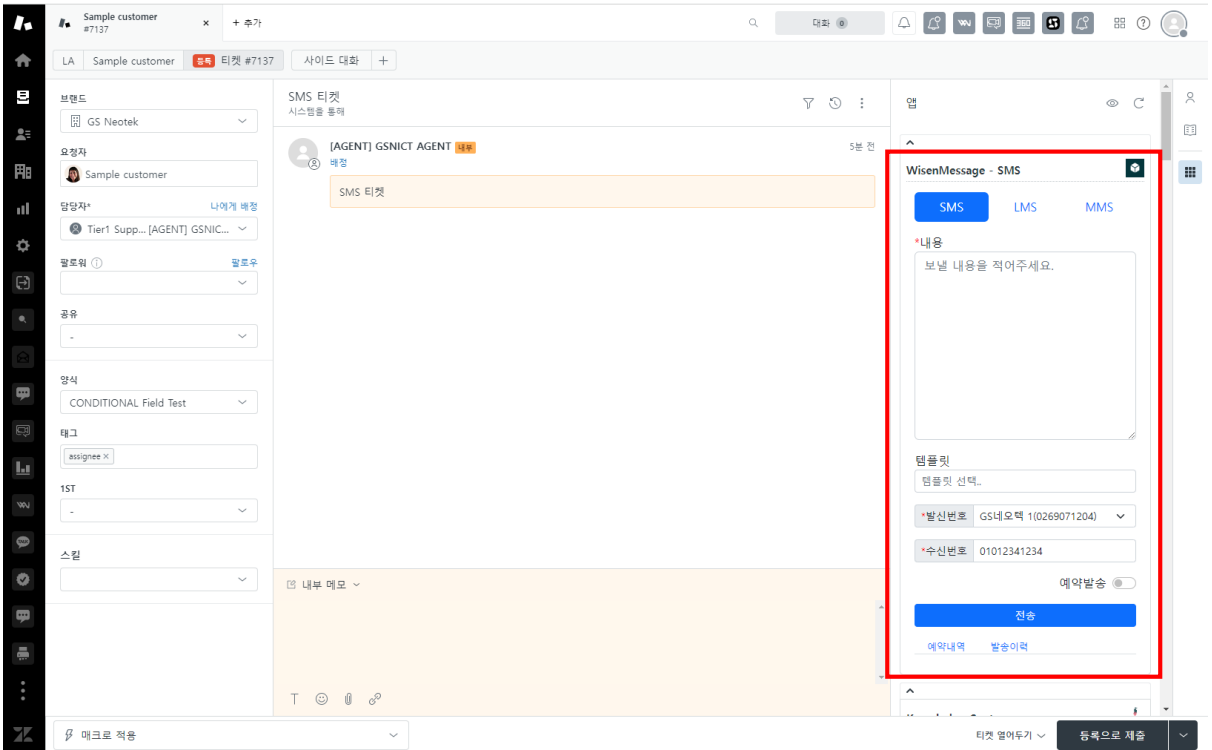 Sample customer
#7137
× + 추가
대화 0
360
LA Sample customer 등록 티켓 #7137 사이드 대화 +
브랜드
GS Neotek
요청자
Sample customer
담당자* 나에게 배정
Tier1 Supp... [AGENT] GSNIC...
팔로워 팔로우
공유
-
양식
CONDITIONAL Field Test
태그
assignee ×
1ST
-
스킬
SMS 티켓
시스템을 통해
[AGENT] GSNICT AGENT 내부 5분 전
배정
SMS 티켓
내부 메모
T
앱
WisenMessage - SMS
SMS LMS MMS
*내용
보낼 내용을 적어주세요.
템플릿
템플릿 선택..
*발신번호 GS네오텍 1(0269071204)
*수신번호 01012341234
예약발송
전송
예약내역 발송이력
매크로 적용
티켓 열어두기
등록으로 제출